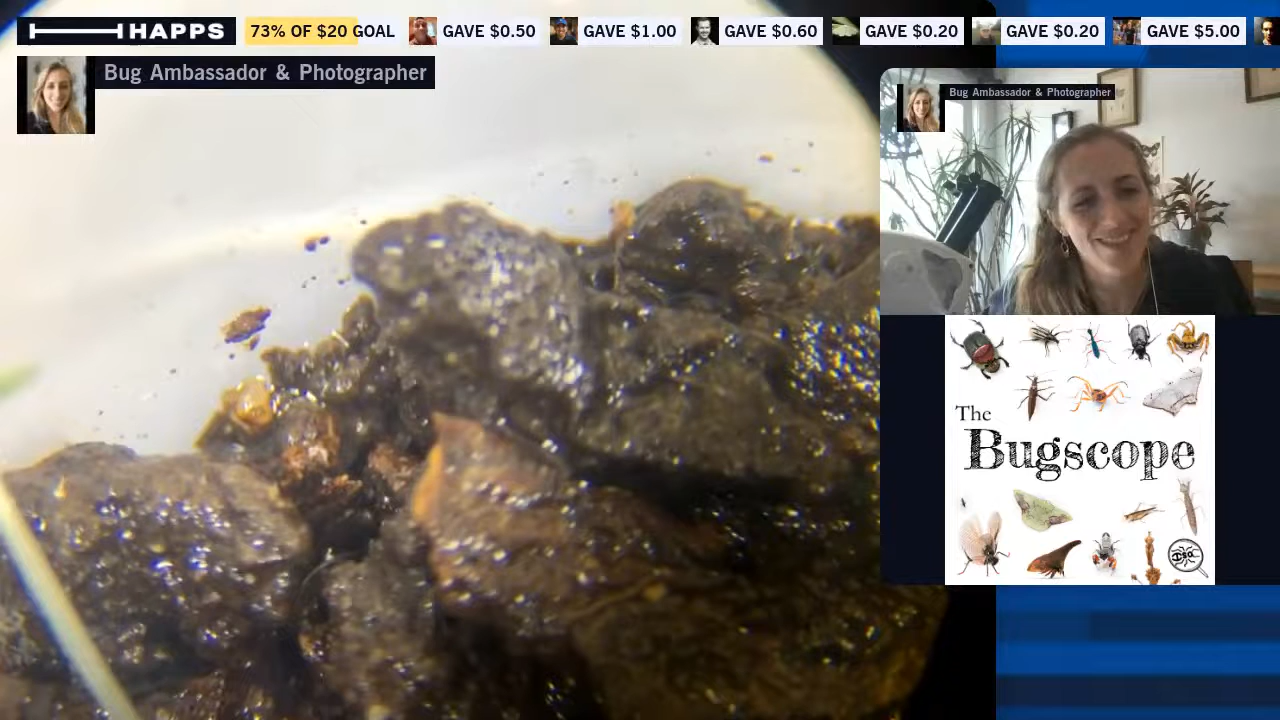 HAPPS 73% OF $20 GOAL GAVE $0.50 GAVE $1.00 GAVE $0.60 GAVE $0.20 GAVE $0.20 GAVE $5.00
Bug Ambassador & Photographer
Bug Ambassador & Photographer
The
Bugscope